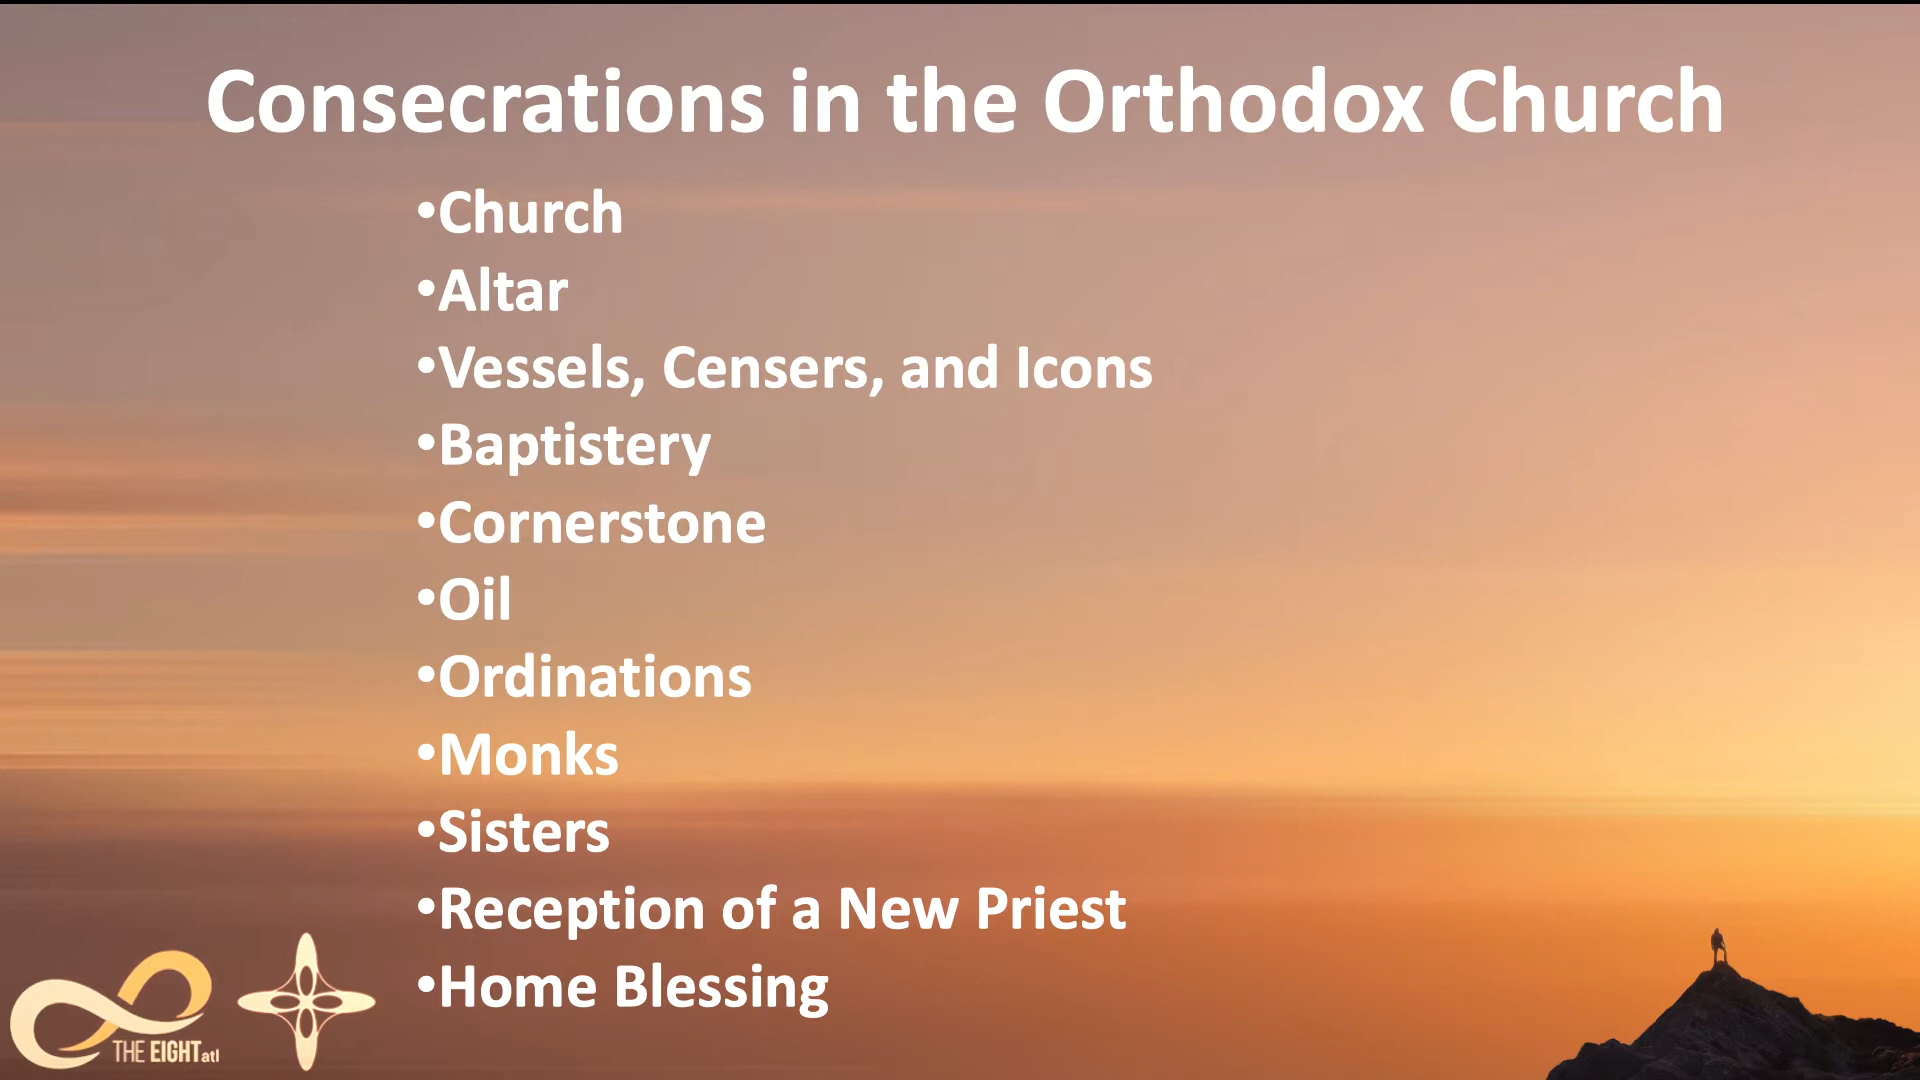 Consecrations in the Orthodox Church
•Church
•Altar
•Vessels, Censers, and Icons
•Baptistery
•Cornerstone
•Oil
•Ordinations
•Monks
•Sisters
•Reception of a New Priest
•Home Blessing
THE EIGHTatl